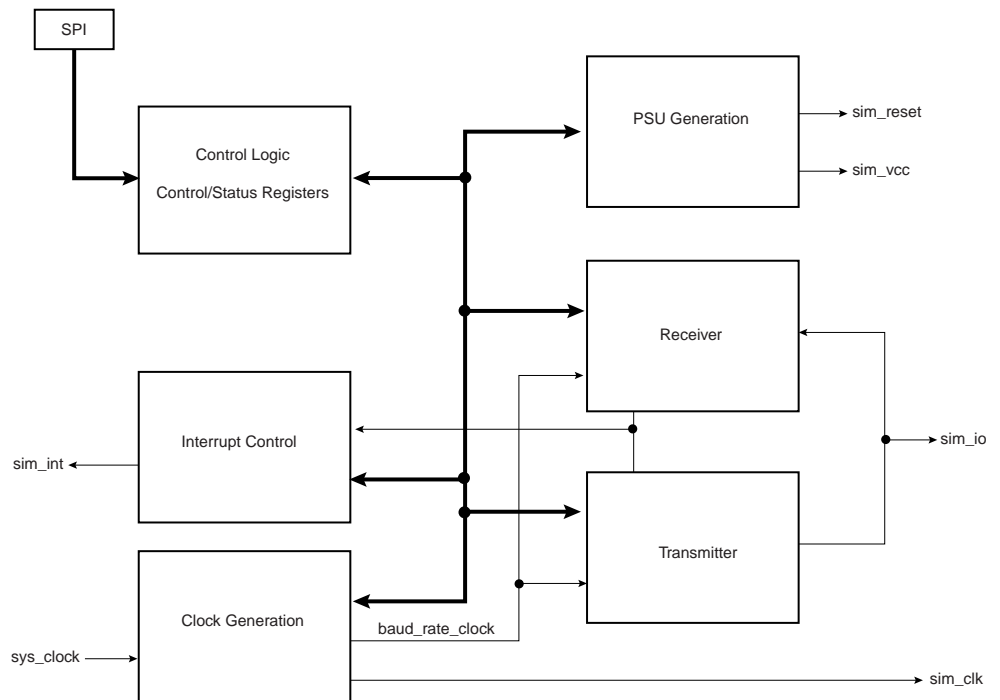 SPI
PSU Generation
sim_reset
sim_vcc
Control Logic
Control/Status Registers
Receiver
Interrupt Control
sim_int
sim_io
Transmitter
Clock Generation
baud_rate_clock
sys_clock
sim_clk